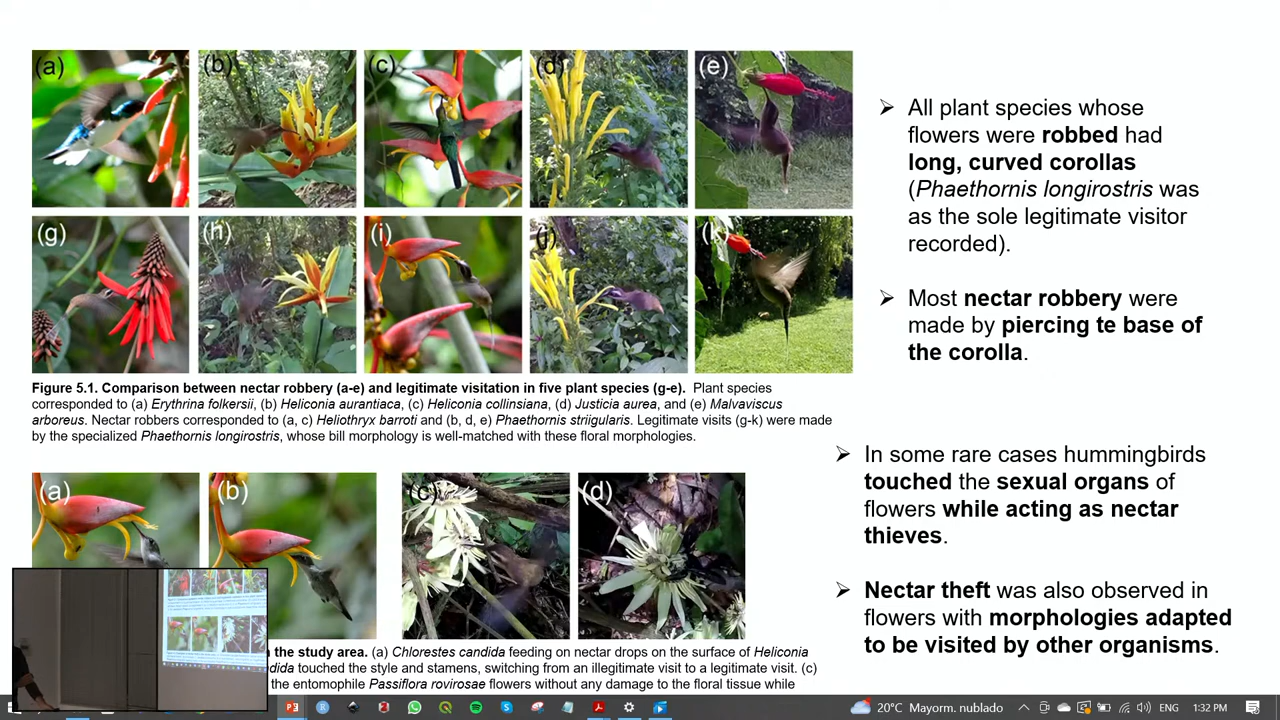 (a)
(b)
(c)
(d)
(e)
(g)
(h)
(i)
(j)
(k)
Figure 5.1. Comparison between nectar robbery (a-e) and legitimate visitation in five plant species (g-e). Plant species
corresponded to (a) Erythrina folkersii, (b) Heliconia aurantiaca, (c) Heliconia collinsiana, (d) Justicia aurea, and (e) Malvaviscus
arboreus. Nectar robbers corresponded to (a, c) Heliothryx barroti and (b, d, e) Phaethornis striigularis. Legitimate visits (g-k) were made
by the specialized Phaethornis longirostris, whose bill morphology is well-matched with these floral morphologies.
(a)
(b)
(c)
(d)
n the study area. (a) Chlorestes candida feeding on nectar drops on the surface of Heliconia
dida touched the style and stamens, switching from an illegitimate visit to a legitimate visit. (c)
the entomophile Passiflora rovirosae flowers without any damage to the floral tissue while
➢ All plant species whose
flowers were robbed had
long, curved corollas
(Phaethornis longirostris was
as the sole legitimate visitor
recorded).
➢ Most nectar robbery were
made by piercing te base of
the corolla.
➢ In some rare cases hummingbirds
touched the sexual organs of
flowers while acting as nectar
thieves.
➢ Nectar theft was also observed in
flowers with morphologies adapted
to be visited by other organisms.
20°C Mayorm. nublado
1:32 PM